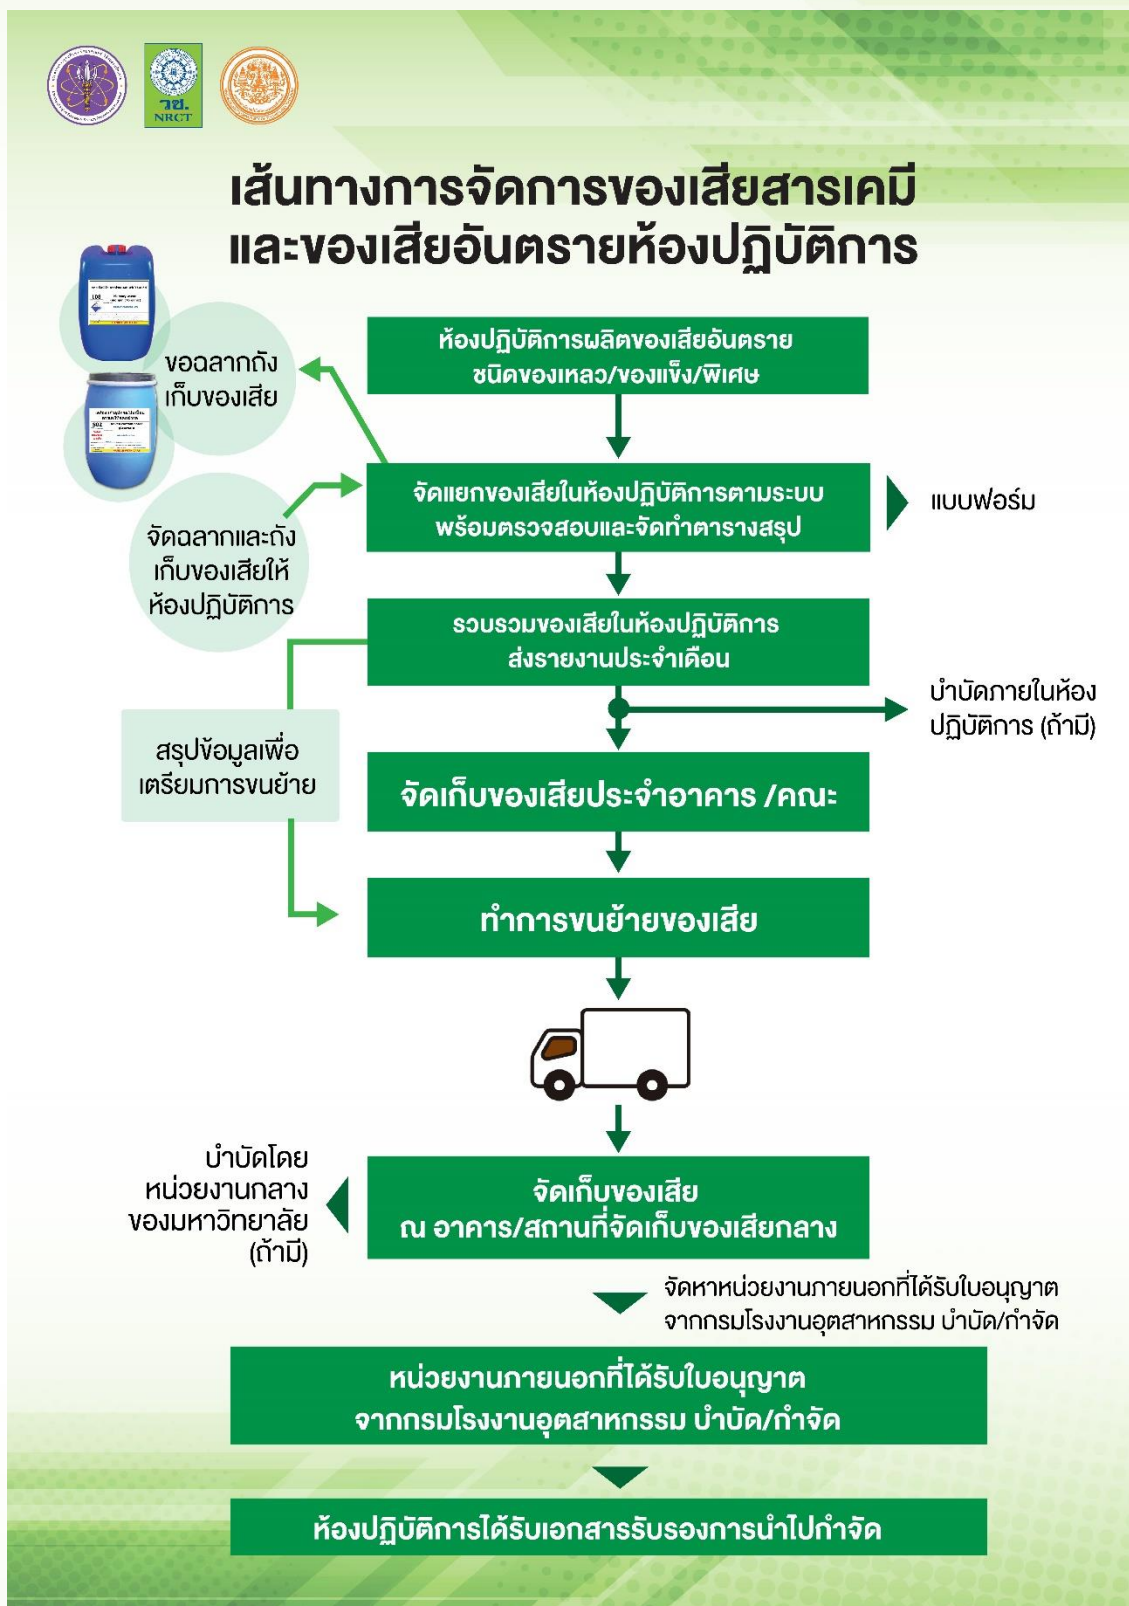 วช.
NRCT
เส้นทางการจัดการของเสียสารเคมี
และของเสียอันตรายห้องปฏิบัติการ
ห้องปฏิบัติการผลิตของเสียอันตราย
ชนิดของเหลว/ของแข็ง/พิเศษ
ขอฉลากถัง
เก็บของเสีย
จัดแยกของเสียในห้องปฏิบัติการตามระบบ
พร้อมตรวจสอบและจัดทำตารางสรุป
แบบฟอร์ม
จัดฉลากและถัง
เก็บของเสียให้
ห้องปฏิบัติการ
รวบรวมของเสียในห้องปฏิบัติการ
ส่งรายงานประจำเดือน
บำบัดภายในห้อง
ปฏิบัติการ (ถ้ามี)
สรุปข้อมูลเพื่อ
เตรียมการขนย้าย
จัดเก็บของเสียประจำอาคาร /คณะ
ทำการขนย้ายของเสีย
บำบัดโดย
หน่วยงานกลาง
ของมหาวิทยาลัย
(ถ้ามี)
จัดเก็บของเสีย
ณ อาคาร/สถานที่จัดเก็บของเสียกลาง
จัดหาหน่วยงานภายนอกที่ได้รับใบอนุญาต
จากกรมโรงงานอุตสาหกรรม บำบัด/กำจัด
หน่วยงานภายนอกที่ได้รับใบอนุญาต
จากกรมโรงงานอุตสาหกรรม บำบัด/กำจัด
ห้องปฏิบัติการได้รับเอกสารรับรองการนำไปกำจัด